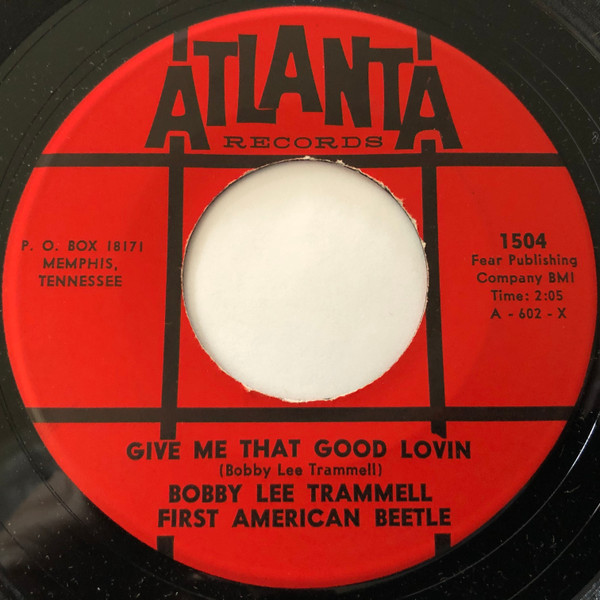 ATLANTA
RECORDS
P. O. BOX 18171
MEMPHIS,
TENNESSEE
1504
Fear Publishing
Company BMI
Time: 2:05
A - 602 - X
GIVE ME THAT GOOD LOVIN
(Bobby Lee Trammell)
BOBBY LEE TRAMMELL
FIRST AMERICAN BEETLE